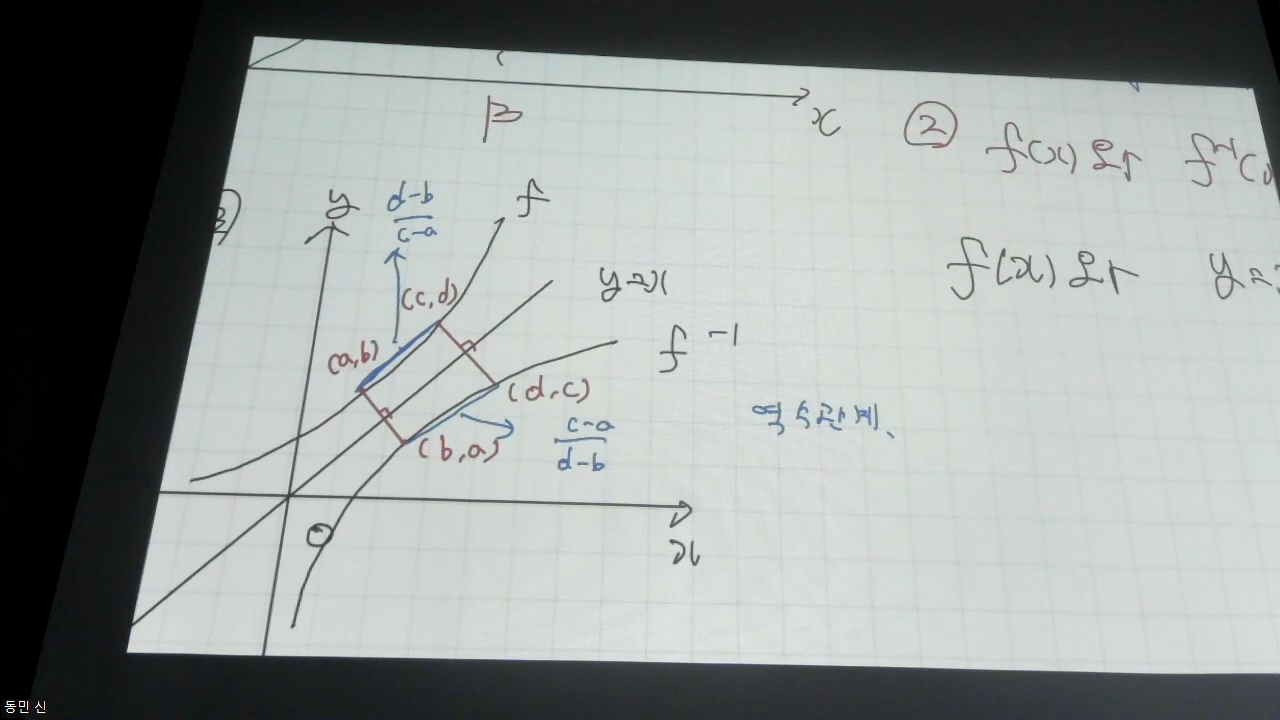 β
x
② f(x)와 f⁻¹(
y
d-b
c-a
f
(c,d)
y=x
f(x)와 y=
(a,b)
f⁻¹
(d,c)
역수관계、
(b,a)
c-a
d-b
x
동민 신